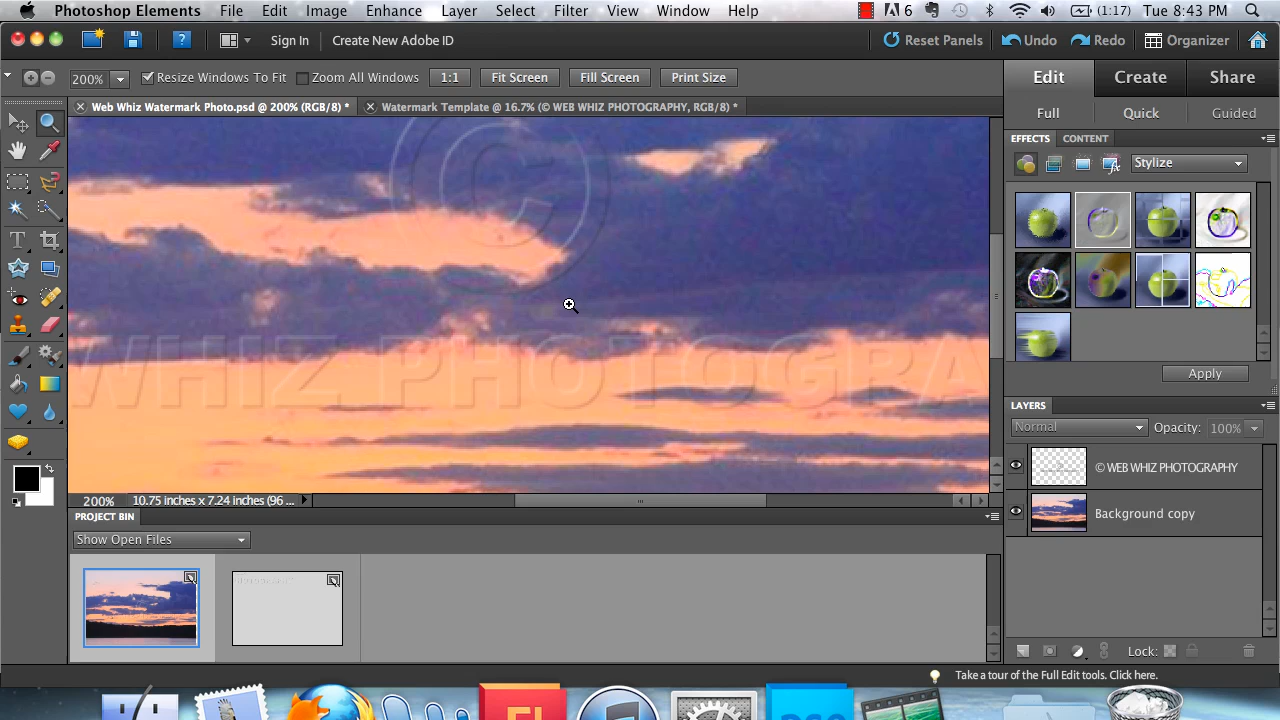 Photoshop Elements File Edit Image Enhance Layer Select Filter View Window Help 6 (1:17) Tue 8:43 PM
Sign In Create New Adobe ID Reset Panels Undo Redo Organizer
200% Resize Windows To Fit Zoom All Windows 1:1 Fit Screen Fill Screen Print Size
Edit Create Share
Web Whiz Watermark Photo.psd @ 200% (RGB/8) * Watermark Template @ 16.7% (© WEB WHIZ PHOTOGRAPHY, RGB/8) *
Full Quick Guided
EFFECTS CONTENT
Stylize
©
WHIZ PHOTOGRA
Apply
LAYERS
Normal Opacity: 100%
© WEB WHIZ PHOTOGRAPHY
Background copy
200% 10.75 inches x 7.24 inches (96 ...
PROJECT BIN
Show Open Files
Lock:
Take a tour of the Full Edit tools. Click here.